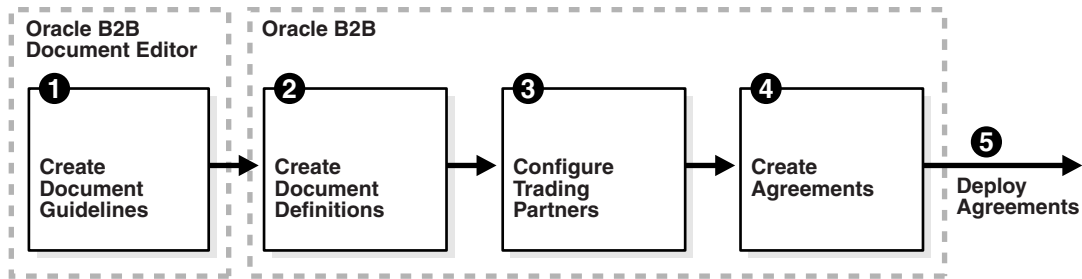 Oracle B2B
Document Editor
Oracle B2B
1
Create
Document
Guidelines
2
Create
Document
Definitions
3
Configure
Trading
Partners
4
Create
Agreements
5
Deploy
Agreements